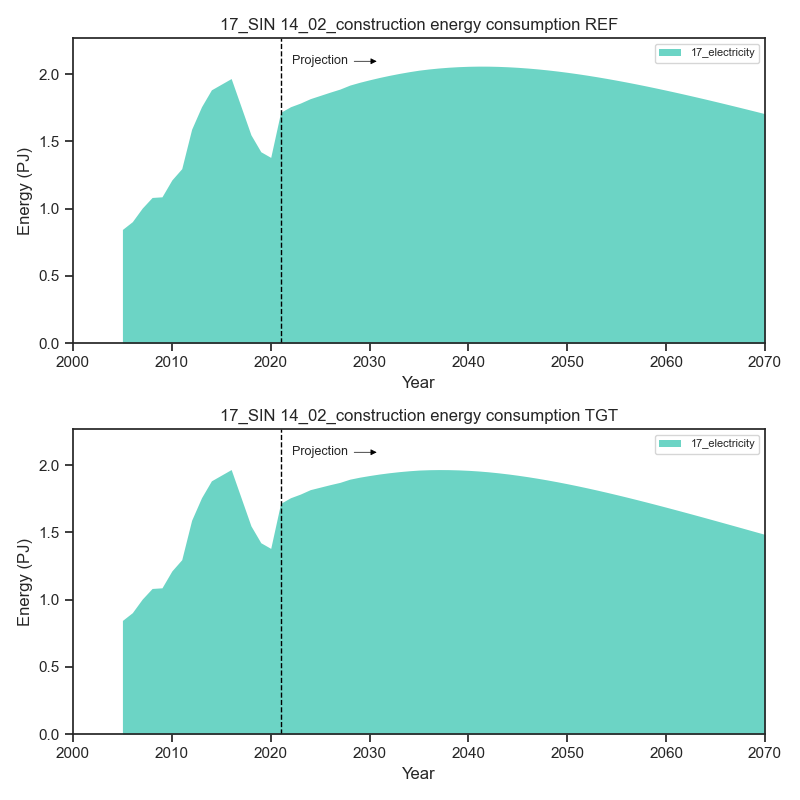 17_SIN 14_02_construction energy consumption REF
Projection
17_electricity
Energy (PJ)
2.0
1.5
1.0
0.5
0.0
2000 2010 2020 2030 2040 2050 2060 2070
Year
17_SIN 14_02_construction energy consumption TGT
Projection
17_electricity
Energy (PJ)
2.0
1.5
1.0
0.5
0.0
2000 2010 2020 2030 2040 2050 2060 2070
Year